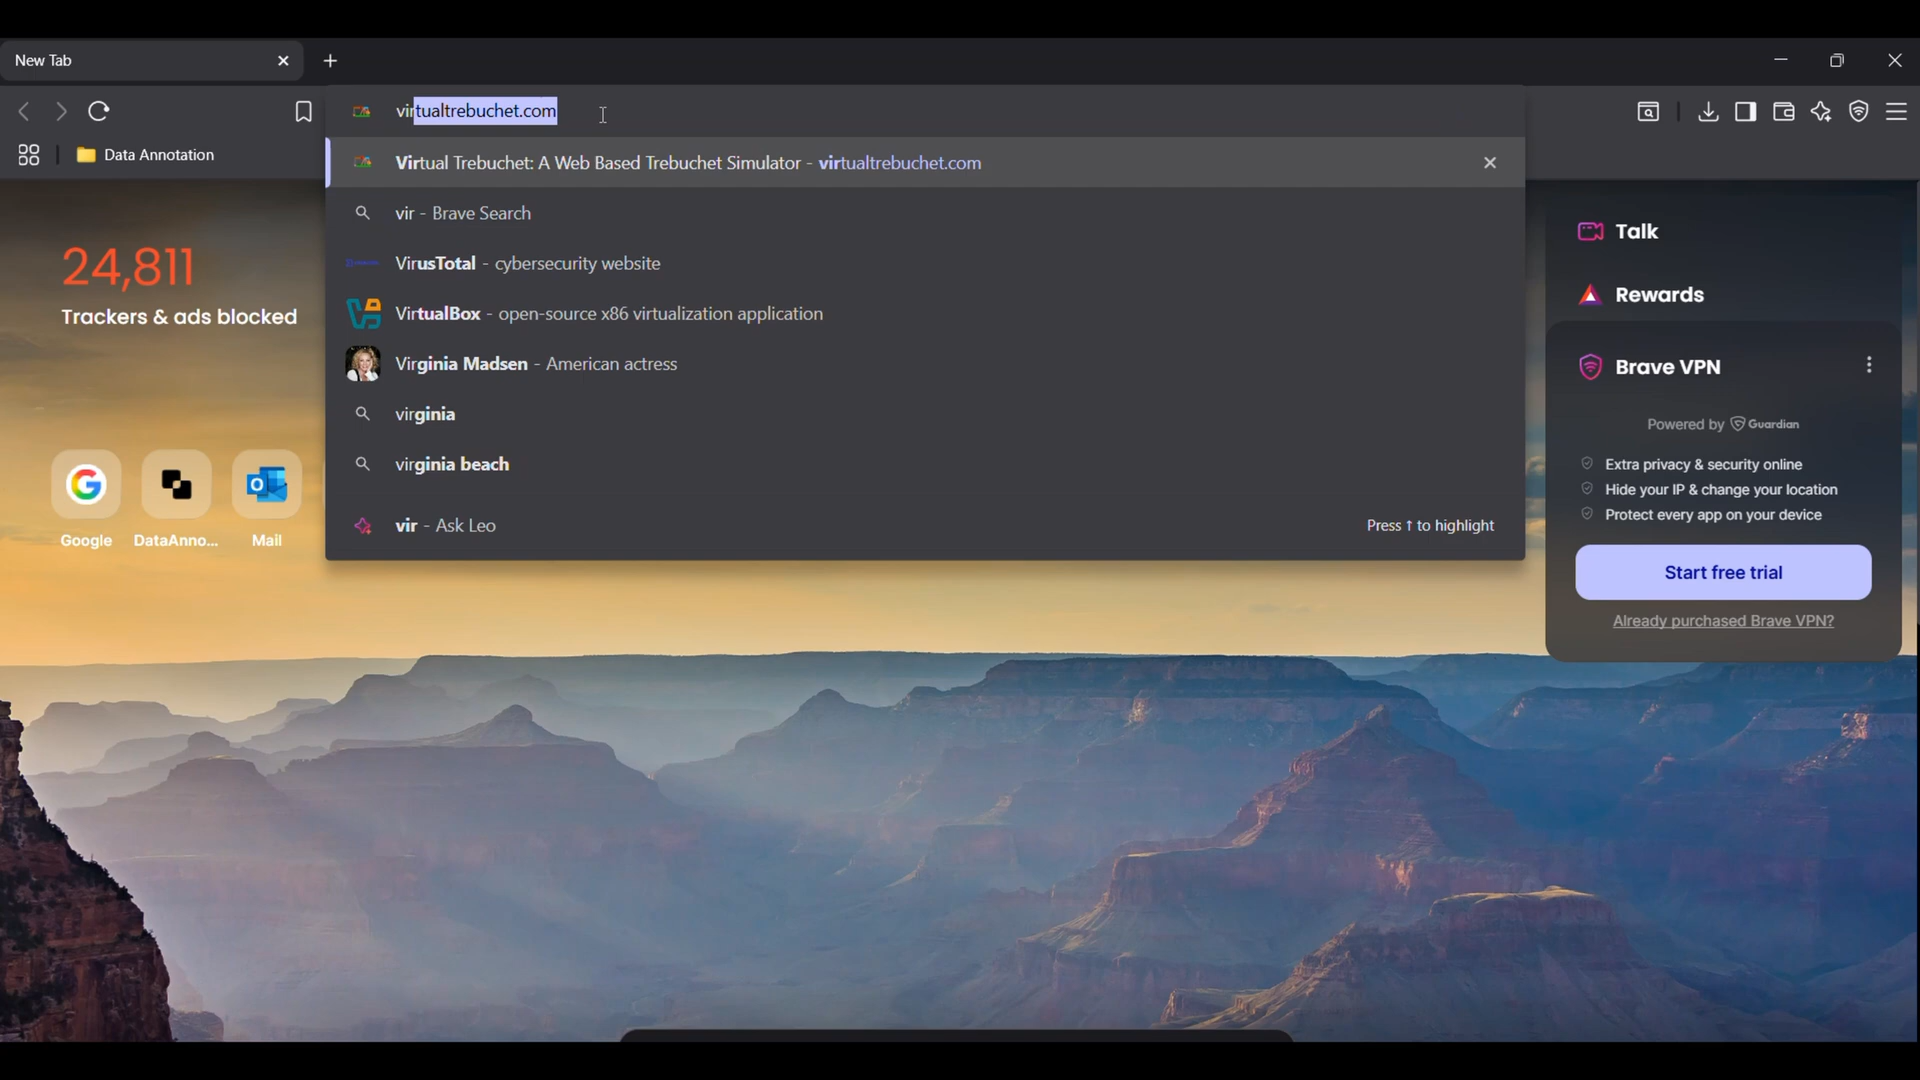 New Tab
virtualtrebuchet.com
Data Annotation
Virtual Trebuchet: A Web Based Trebuchet Simulator - virtualtrebuchet.com
vir - Brave Search
VirusTotal - cybersecurity website
VirtualBox - open-source x86 virtualization application
Virginia Madsen - American actress
virginia
virginia beach
vir - Ask Leo
Press ↑ to highlight
24,811
Trackers & ads blocked
Google
DataAnno...
Mail
Talk
Rewards
Brave VPN
Powered by Guardian
Extra privacy & security online
Hide your IP & change your location
Protect every app on your device
Start free trial
Already purchased Brave VPN?